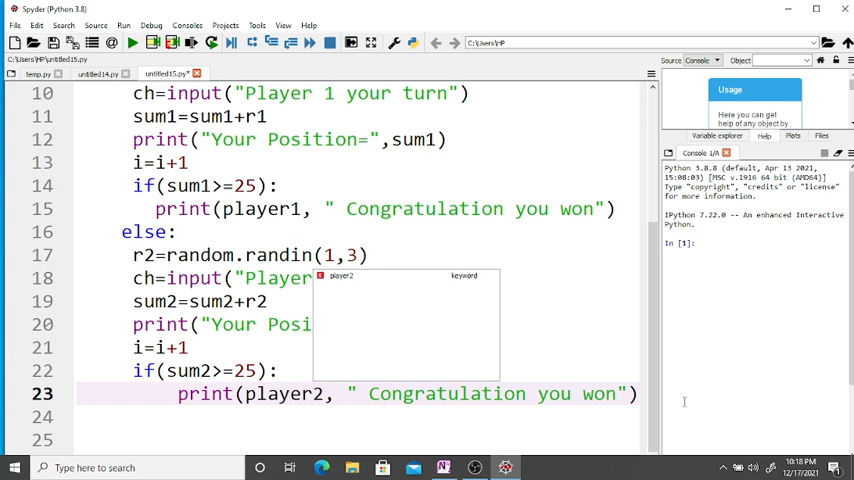 Spyder (Python 3.8)
File Edit Search Source Run Debug Consoles Projects Tools View Help
C:\Users\HP
C:\Users\HP\untitled15.py
temp.py
untitled14.py
untitled15.py*
10 ch=input("Player 1 your turn")
11 sum1=sum1+r1
12 print("Your Position=",sum1)
13 i=i+1
14 if(sum1>=25):
15 print(player1, " Congratulation you won")
16 else:
17 r2=random.randin(1,3)
18 ch=input("Player
19 sum2=sum2+r2
20 print("Your Posi
21 i=i+1
22 if(sum2>=25):
23 print(player2, " Congratulation you won")
24
25
player2 keyword
Source Console Object
Usage
Here you can get
help of any object by
Variable explorer Help Plots Files
Console 1/A
Python 3.8.8 (default, Apr 13 2021,
15:08:03) [MSC v.1916 64 bit (AMD64)]
Type "copyright", "credits" or "license"
for more information.
IPython 7.22.0 -- An enhanced Interactive
Python.
In [1]:
Type here to search
10:18 PM
12/17/2021